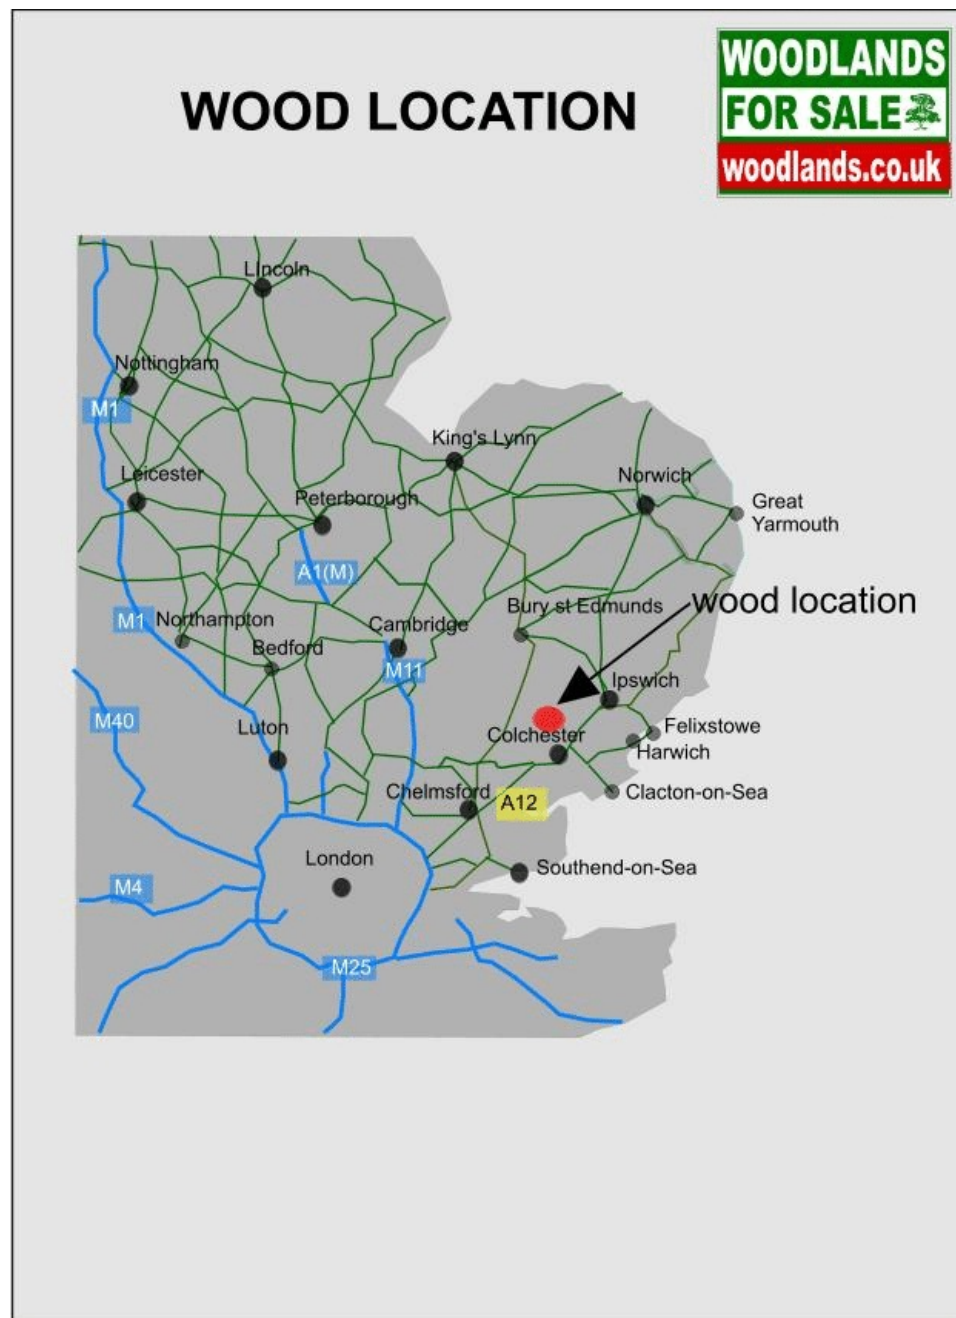 WOODLANDS
FOR SALE
woodlands.co.uk
WOOD LOCATION
LIncoln
Nottingham
M1
King's Lynn
Leicester
Norwich
Peterborough
Great
Yarmouth
A1(M)
wood location
Bury st Edmunds
M1
Northampton
Cambridge
Bedford
M11
Ipswich
M40
Luton
Felixstowe
Colchester
Harwich
Chelmsford
A12
Clacton-on-Sea
London
Southend-on-Sea
M4
M25